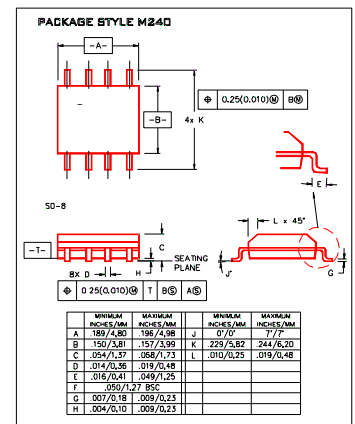 PACKAGE STYLE M240
-A-
⌖ 0.25(0.010)Ⓜ BⓂ
-B-
4x K
E
SO-8
L x 45°
-T-
C
SEATING
PLANE
8X D
H
J
G
⌖ 0 25(0.010)Ⓜ T BⓈ AⓈ
MINIMUM MAXIMUM MINIMUM MAXIMUM
INCHES/MM INCHES/MM INCHES/MM INCHES/MM
A .189/4,80 .196/4,98 J 0°/0° 7°/7°
B .150/3,81 .157/3,99 K .229/5,82 .244/6,20
C .054/1,37 .068/1,73 L .010/0,25 .019/0,48
D .014/0,36 .019/0,48
E .016/0,41 .049/1,25
F .050/1.27 BSC
G .007/0,18 .009/0,23
H .004/0,10 .009/0,23